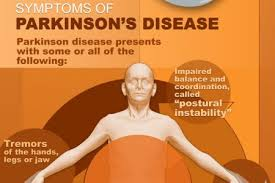 SYMPTOMS OF
PARKINSON'S DISEASE
Parkinson disease presents
with some or all of the
following:
Impaired
balance and
coordination,
called
"postural
instability"
Tremors
of the hands,
legs or jaw